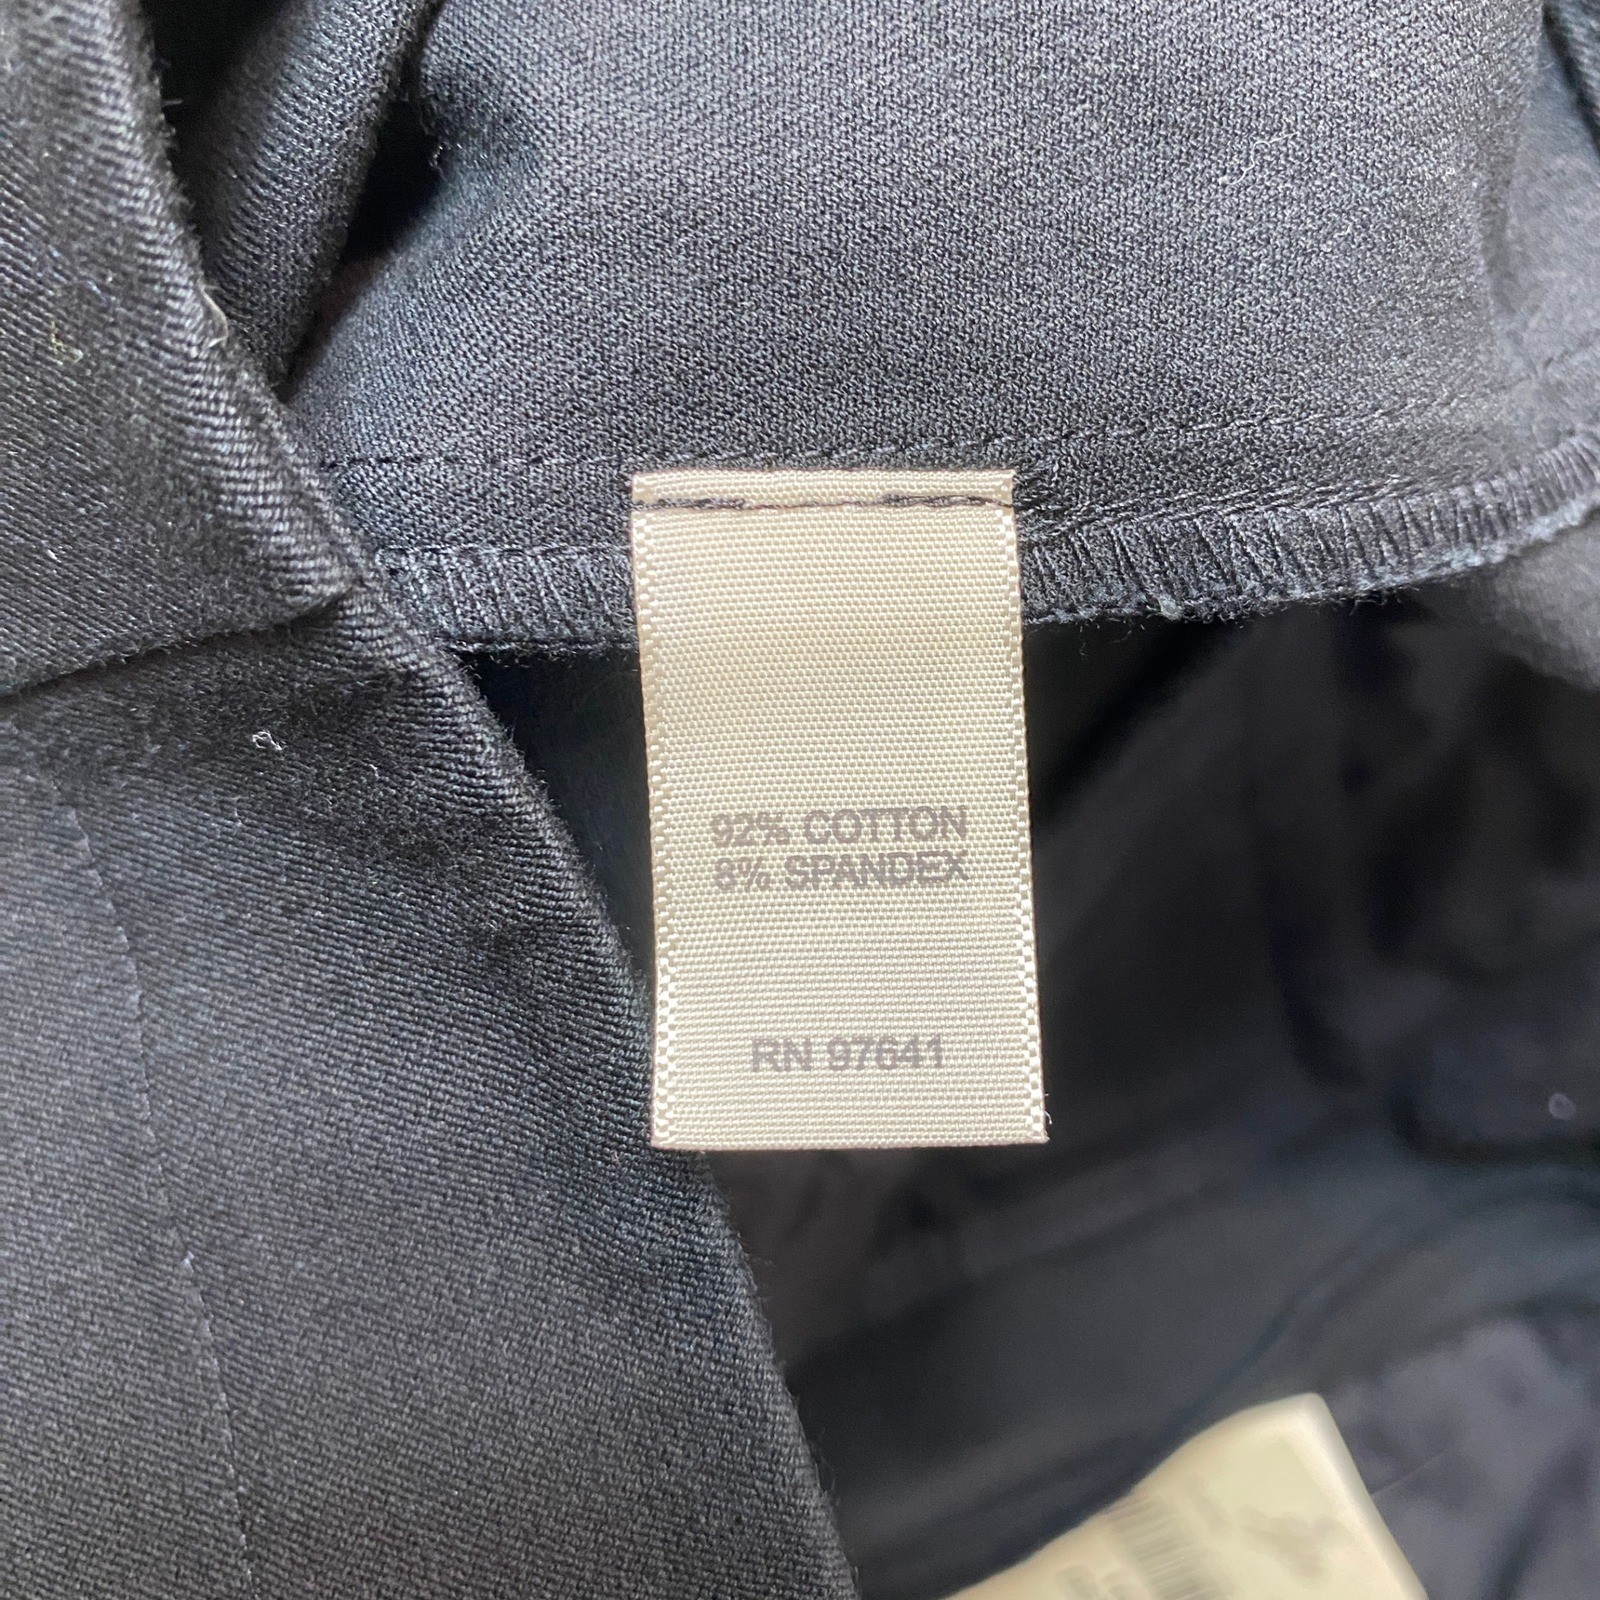 92% COTTON
8% SPANDEX
RN 97641